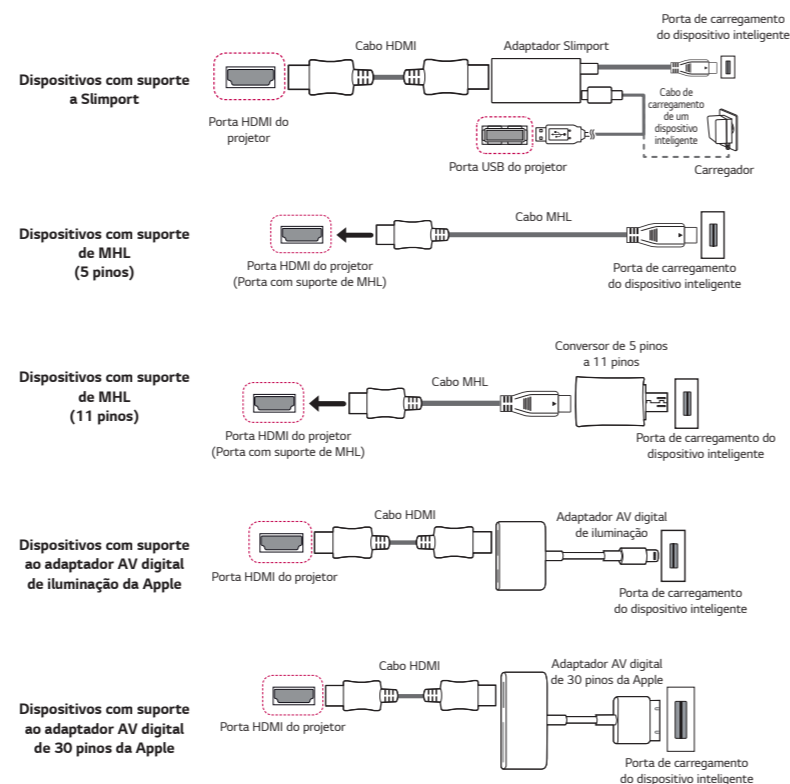 Dispositivos com suporte
a Slimport
Porta HDMI do
projetor
Cabo HDMI
Adaptador Slimport
Porta de carregamento
do dispositivo inteligente
Cabo de
carregamento
de um
dispositivo
inteligente
Porta USB do projetor
Carregador
Dispositivos com suporte
de MHL
(5 pinos)
Porta HDMI do projetor
(Porta com suporte de MHL)
Cabo MHL
Porta de carregamento
do dispositivo inteligente
Dispositivos com suporte
de MHL
(11 pinos)
Porta HDMI do projetor
(Porta com suporte de MHL)
Cabo MHL
Conversor de 5 pinos
a 11 pinos
Porta de carregamento do
dispositivo inteligente
Dispositivos com suporte
ao adaptador AV digital
de iluminação da Apple
Porta HDMI do projetor
Cabo HDMI
Adaptador AV digital
de iluminação
Porta de carregamento
do dispositivo inteligente
Dispositivos com suporte
ao adaptador AV digital
de 30 pinos da Apple
Porta HDMI do projetor
Cabo HDMI
Adaptador AV digital
de 30 pinos da Apple
Porta de carregamento
do dispositivo inteligente